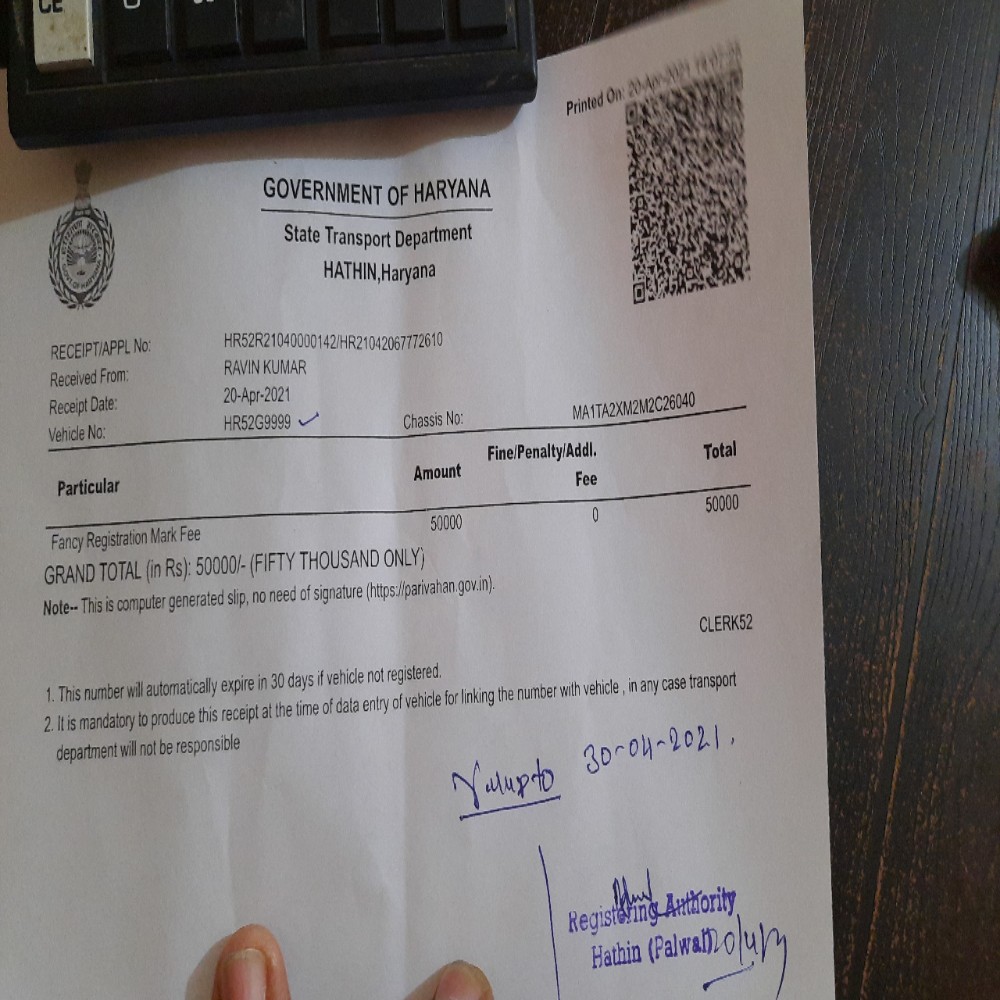 CE
Printed On: 20-Apr-2021
GOVERNMENT OF HARYANA
State Transport Department
HATHIN,Haryana
RECEIPT/APPL No: HR52R21040000142/HR21042067772610
Received From: RAVIN KUMAR
Receipt Date: 20-Apr-2021
Vehicle No: HR52G9999 Chassis No: MA1TA2XM2M2C26040
Particular Amount Fine/Penalty/Addl. Fee Total
Fancy Registration Mark Fee 50000 0 50000
GRAND TOTAL (in Rs): 50000/- (FIFTY THOUSAND ONLY)
Note-- This is computer generated slip, no need of signature (https://parivahan.gov.in).
CLERK52
1. This number will automatically expire in 30 days if vehicle not registered.
2. It is mandatory to produce this receipt at the time of data entry of vehicle for linking the number with vehicle , in any case transport
department will not be responsible
30-04-2021.
Registering Authority
Hathin (Palwal)